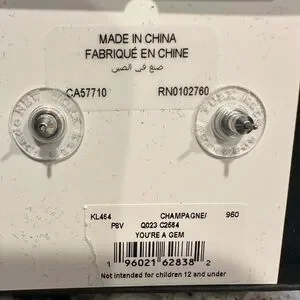 MADE IN CHINA
FABRIQUÉ EN CHINE
صنع في الصين
CA57710 RN0102760
KL464 CHAMPAGNE/ 960
PSV Q023 C2564
YOU'RE A GEM
1 96021 62838 2
Not intended for children 12 and under